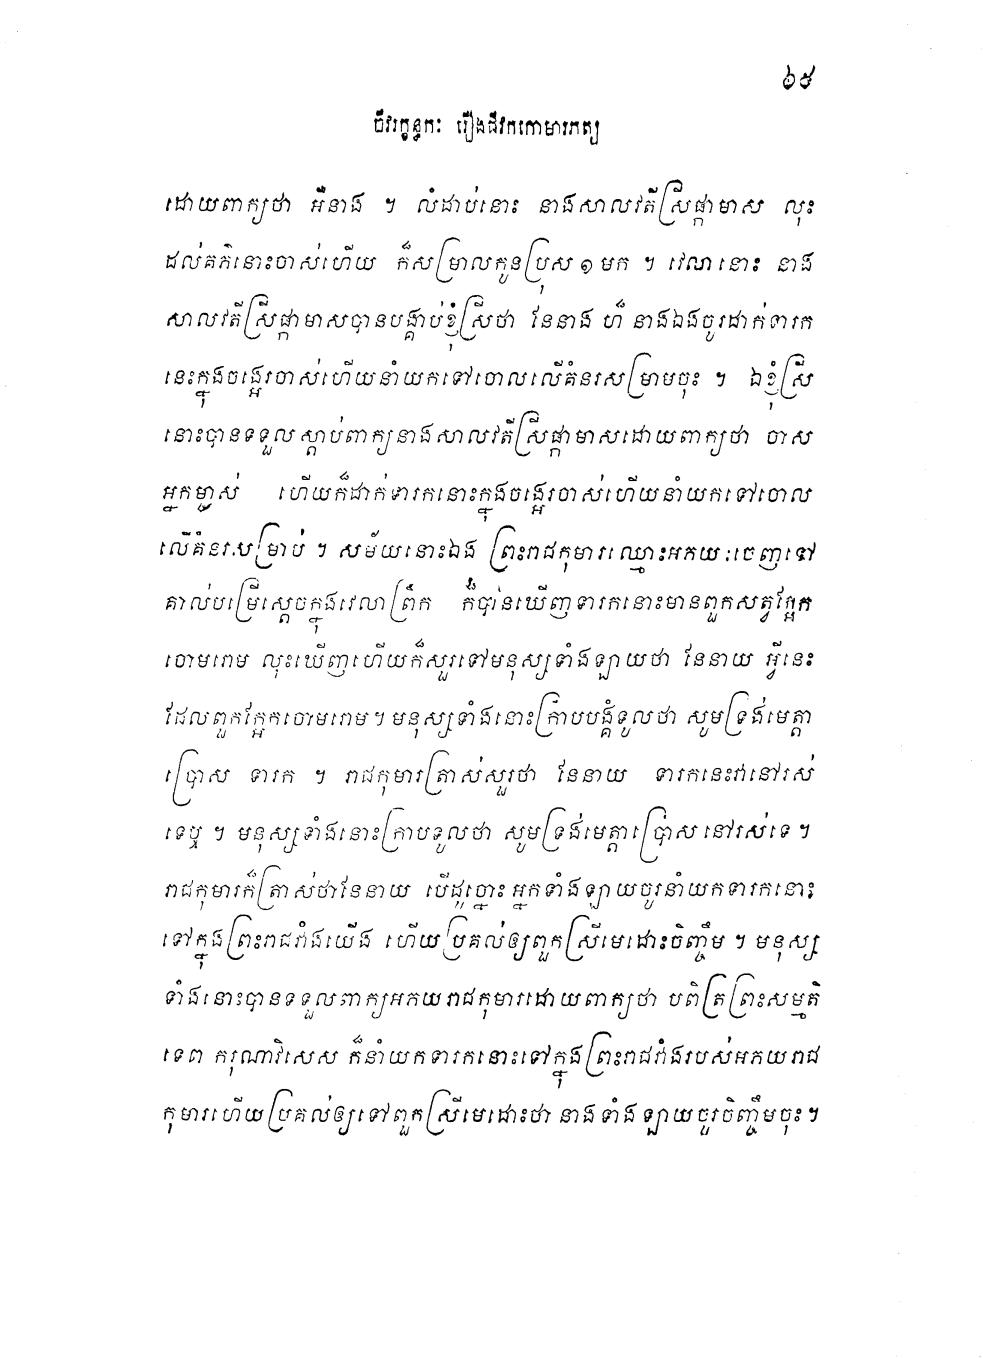 ៦៥
ចីវរក្ខន្ធកៈ រឿងជីវកកោមារភត្យ
ដោយពាក្យថា អើនាង ។ លំដាប់នោះ នាងសាលវតីស្រីផ្កាមាស លុះ
ដល់គភ៌នោះចាស់ហើយ ក៏សម្រាលកូនប្រុស ១ មក ។ វេលានោះ នាង
សាលវតីស្រីផ្កាមាសបានបង្គាប់ខ្ញុំស្រីថា នែនាង ហ៏ នាងឯងចូរដាក់ទារក
នេះក្នុងចង្អេរចាស់ហើយនាំយកទៅចោលលើគំនរសម្រាមចុះ ។ ឯខ្ញុំស្រី
នោះបានទទួលស្តាប់ពាក្យនាងសាលវតីស្រីផ្កាមាសដោយពាក្យថា ចាស
អ្នកម្ចាស់ ហើយក៏ដាក់ទារកនោះក្នុងចង្អេរចាស់ហើយនាំយកទៅចោល
លើគំនរសម្រាប់ ។ សម័យនោះឯង ព្រះរាជកុមារឈ្មោះអភយៈចេញទៅ
គាល់បម្រើស្តេចក្នុងវេលាព្រឹក ក៏បានឃើញទារកនោះមានពួកសត្វក្អែក
ចោមរោម លុះឃើញហើយក៏សួរទៅមនុស្សទាំងឡាយថា នែនាយ អ្វីនេះ
ដែលពួកក្អែកចោមរោម ។ មនុស្សទាំងនោះក្រាបបង្គំទូលថា សូមទ្រង់មេត្តា
ប្រោស ទារក ។ រាជកុមារត្រាស់សួរថា នែនាយ ទារកនេះវានៅរស់
ទេឬ ។ មនុស្សទាំងនោះក្រាបទូលថា សូមទ្រង់មេត្តាប្រោស នៅរស់ទេ ។
រាជកុមារក៏ត្រាស់ថានែនាយ បើដូច្នោះអ្នកទាំងឡាយចូរនាំយកទារកនោះ
ទៅក្នុងព្រះរាជវាំងយើង ហើយប្រគល់ឲ្យពួកស្រីមេដោះចិញ្ចឹម ។ មនុស្ស
ទាំងនោះបានទទួលពាក្យអភយរាជកុមារដោយពាក្យថា បពិត្រព្រះសម្មតិ
ទេព ករុណាវិសេស ក៏នាំយកទារកនោះទៅក្នុងព្រះរាជវាំងរបស់អភយរាជ
កុមារហើយប្រគល់ឲ្យទៅពួកស្រីមេដោះថា នាងទាំងឡាយចូរចិញ្ចឹមចុះ ។